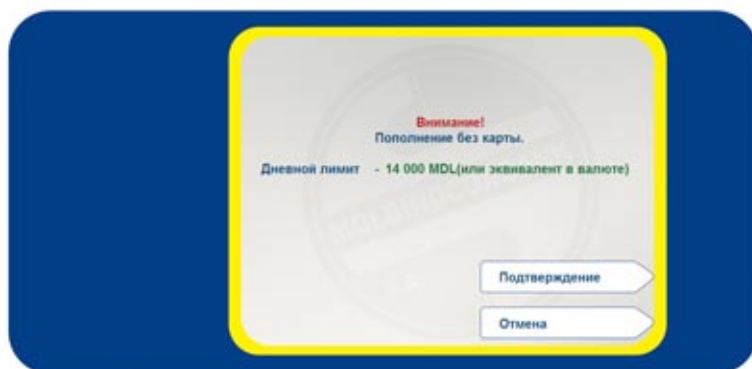 Внимание!
Пополнение без карты.
Дневной лимит - 14 000 MDL(или эквивалент в валюте)
Подтверждение
Отмена